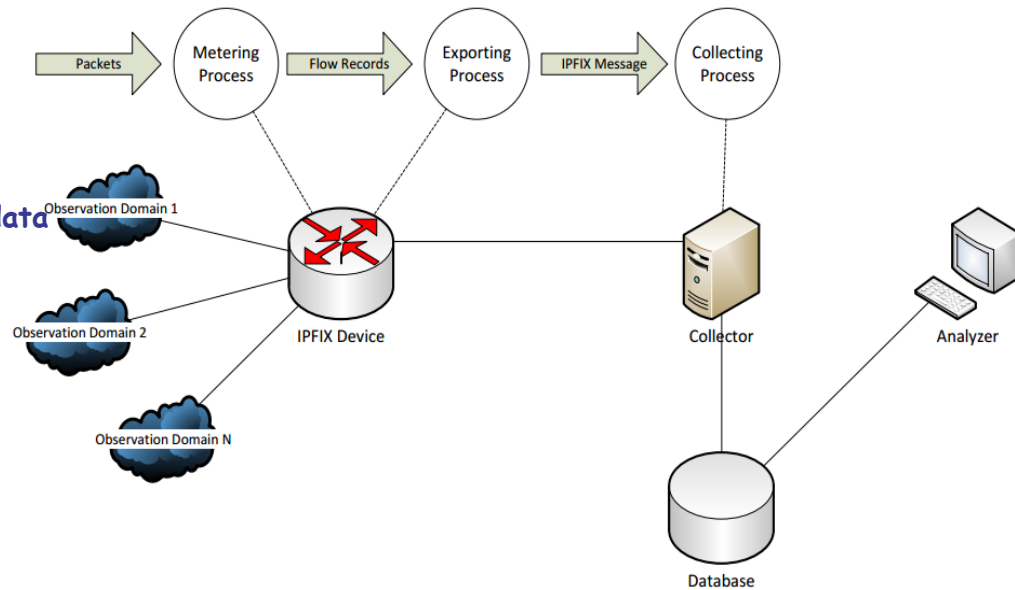 Packets
Metering
Process
Flow Records
Exporting
Process
IPFIX Message
Collecting
Process
data
Observation Domain 1
Observation Domain 2
Observation Domain N
IPFIX Device
Collector
Analyzer
Database